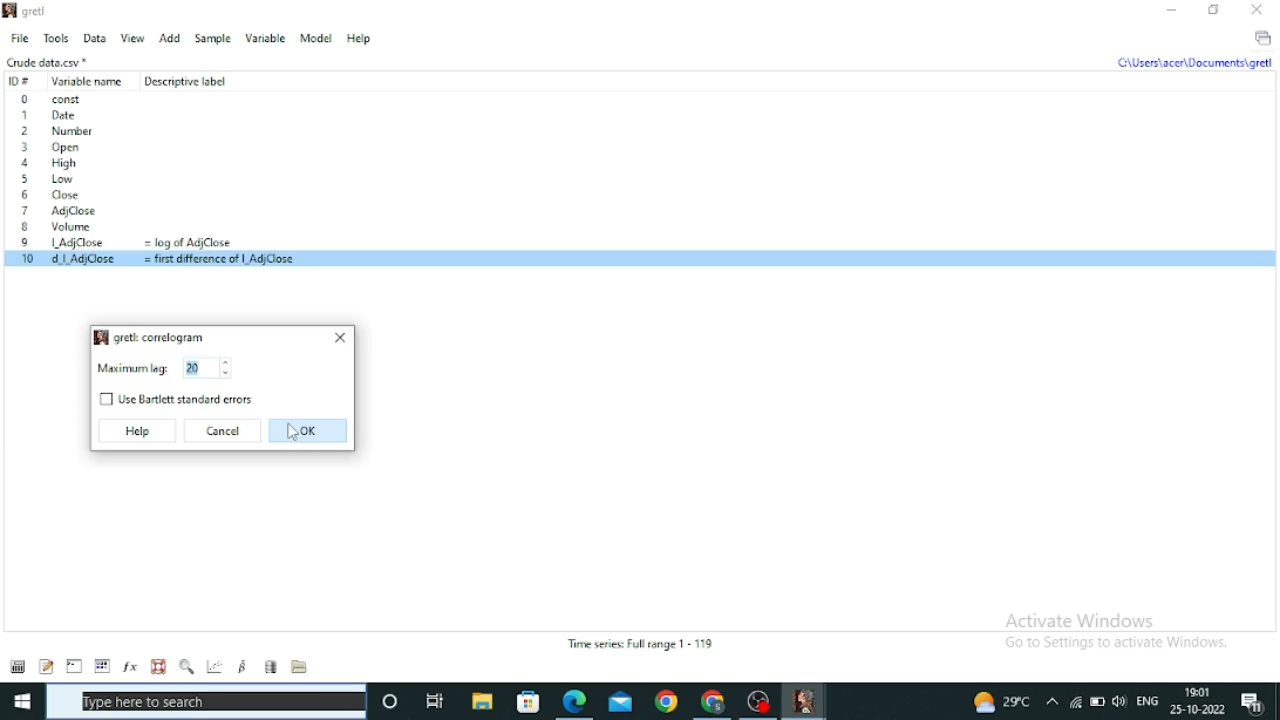 gretl
File Tools Data View Add Sample Variable Model Help
Crude data.csv * C:\Users\acer\Documents\gretl
ID # Variable name Descriptive label
0 const
1 Date
2 Number
3 Open
4 High
5 Low
6 Close
7 AdjClose
8 Volume
9 l_AdjClose = log of AdjClose
10 d_l_AdjClose = first difference of l_AdjClose
gretl: correlogram
Maximum lag: 20
Use Bartlett standard errors
Help Cancel OK
Activate Windows
Go to Settings to activate Windows.
Time series: Full range 1 - 119
Type here to search
29°C ENG 19:01
25-10-2022 11